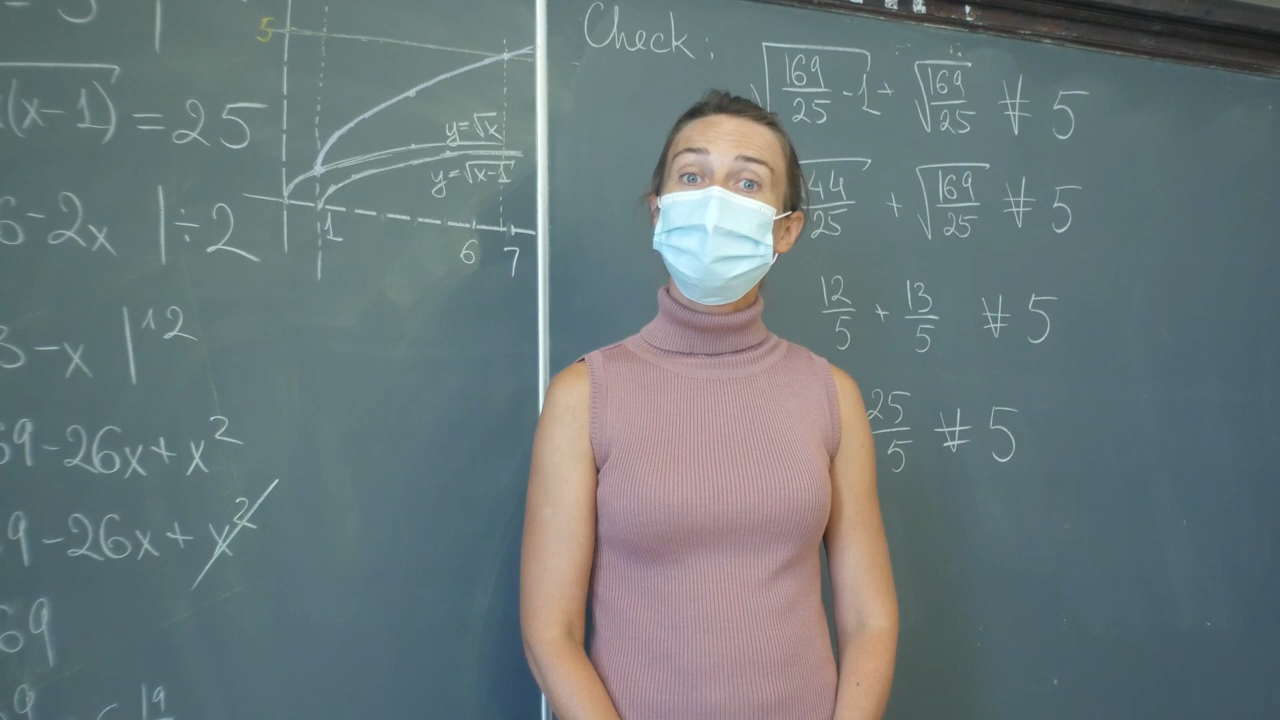 = 5 |
(x-1) = 25
6-2x |÷2
3-x |^2
69-26x+x²
9-26x+x²
69
5
y=√x
y=√x-1
1
6
7
Check:
√169/25 -1 + √169/25 ≠ 5
44/25 + √169/25 ≠ 5
12/5 + 13/5 ≠ 5
25/5 ≠ 5